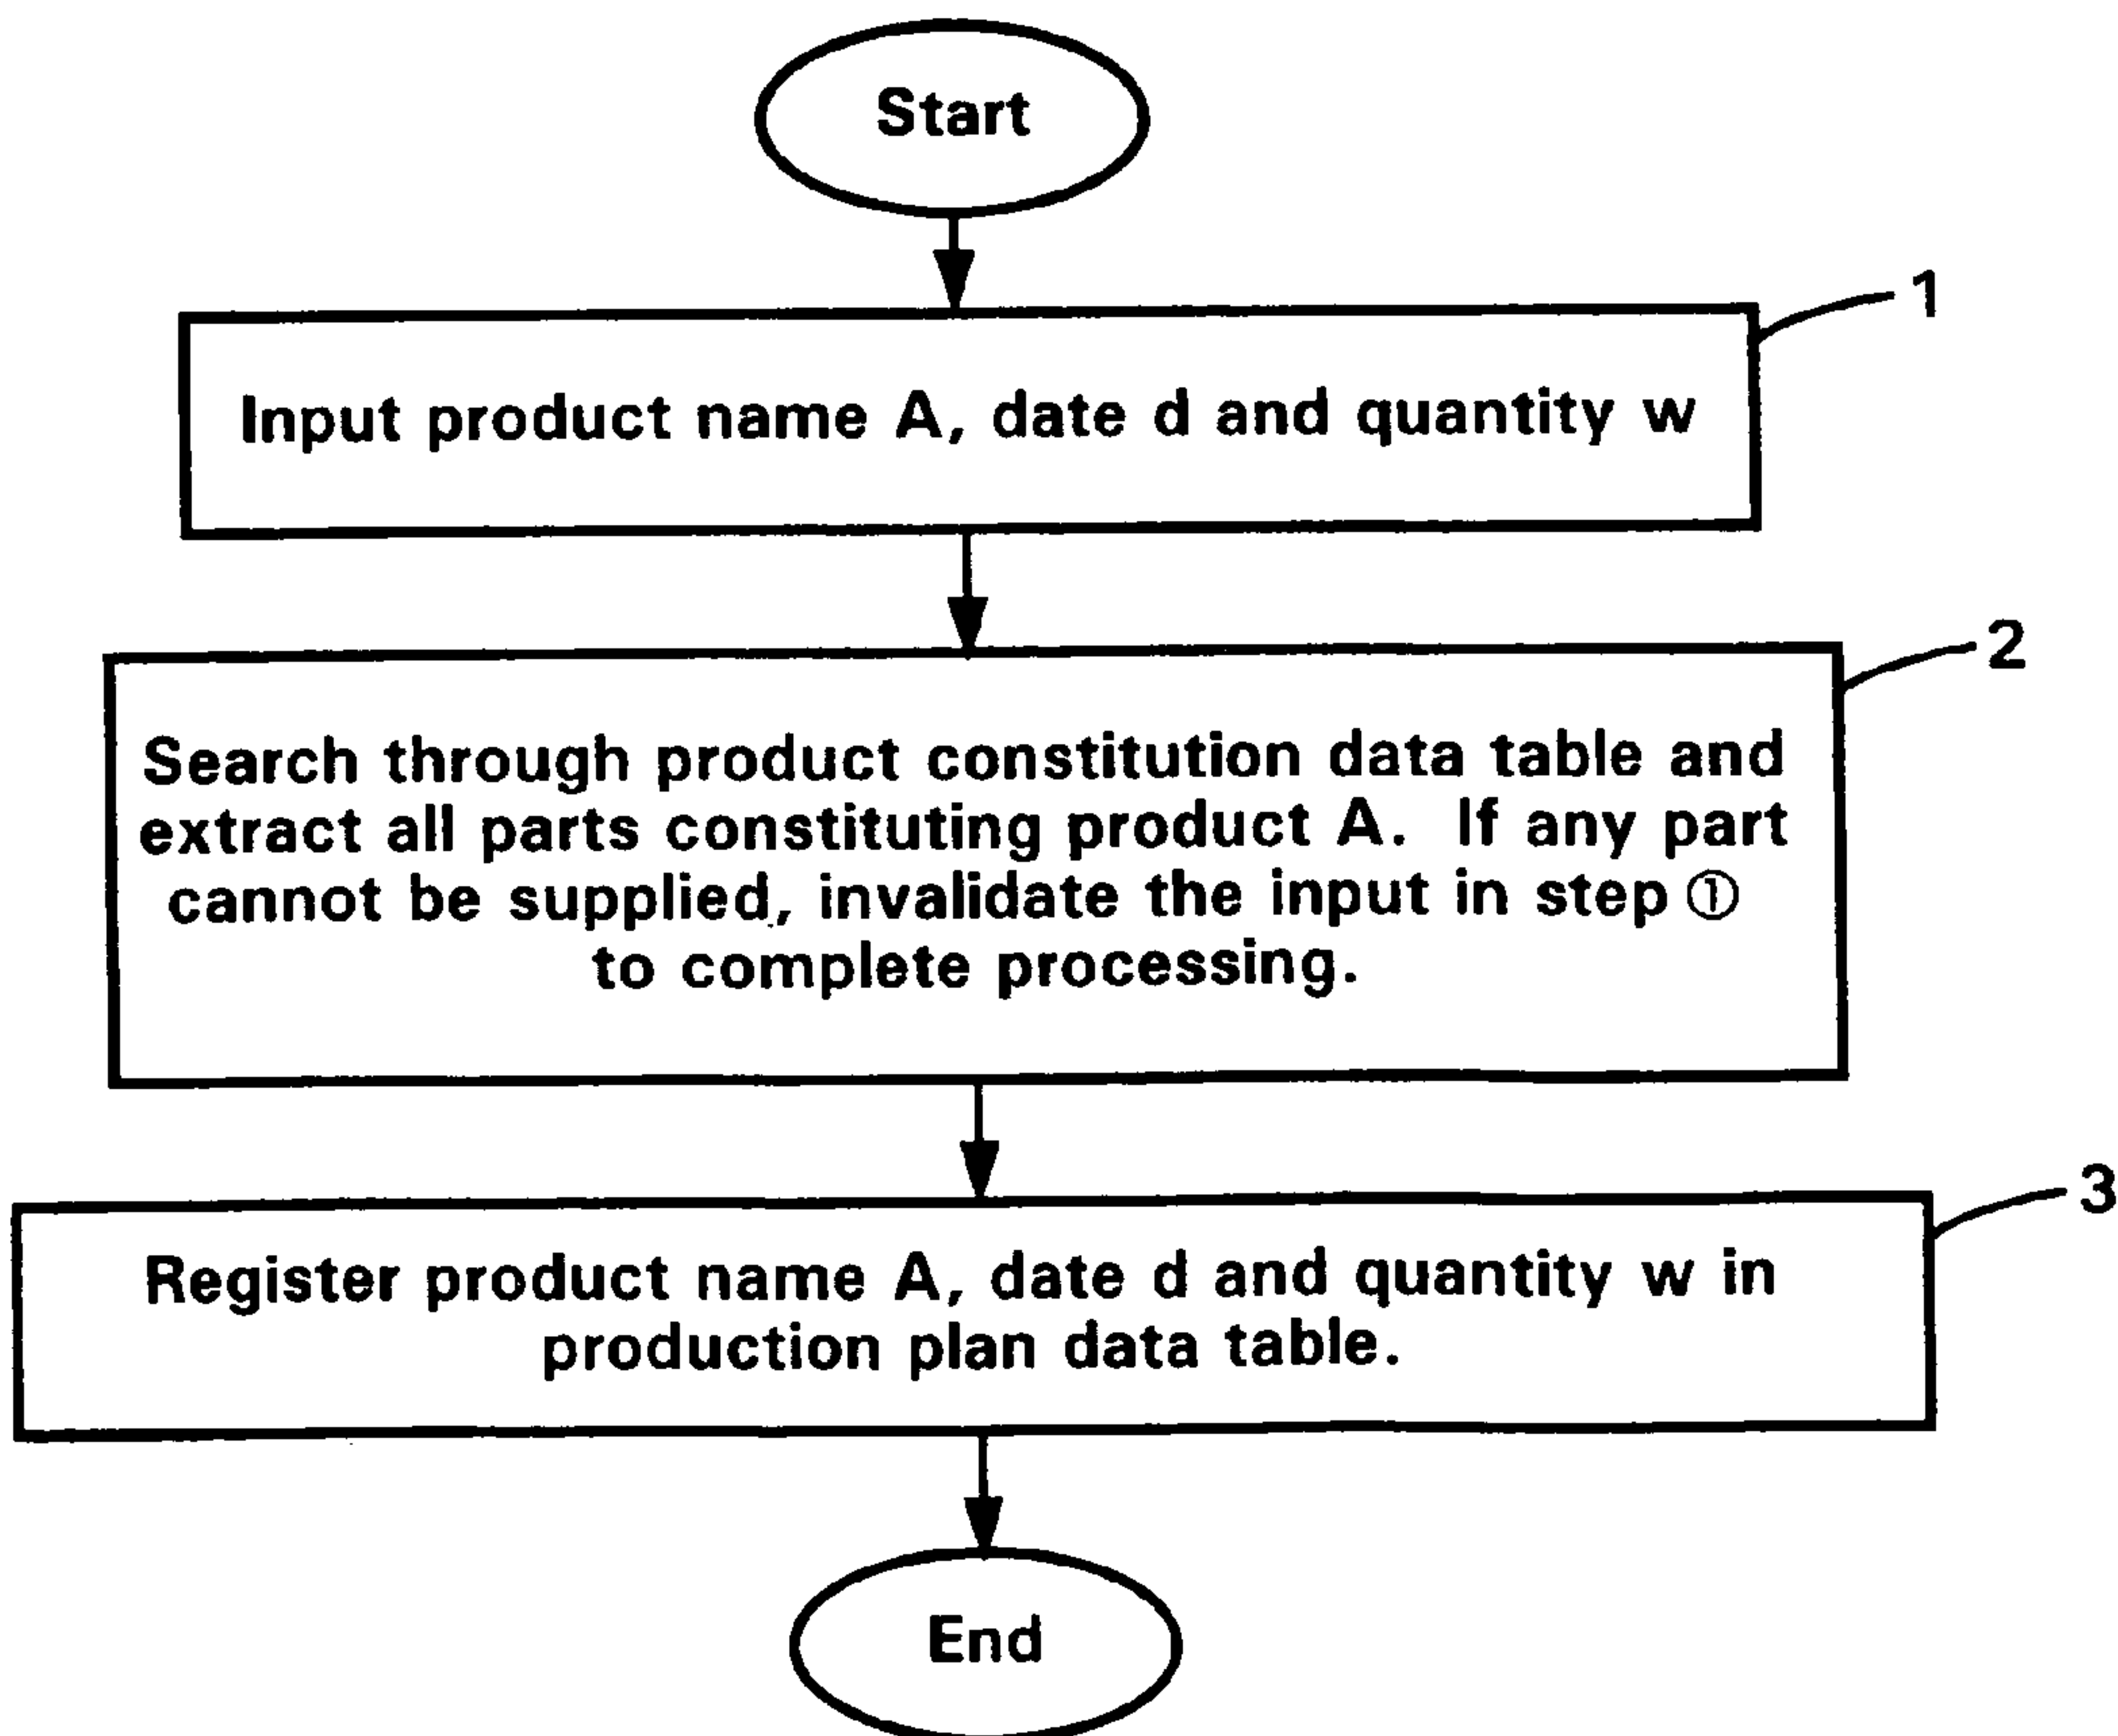 Start
1
Input product name A, date d and quantity w
2
Search through product constitution data table and
extract all parts constituting product A. If any part
cannot be supplied, invalidate the input in step ①
to complete processing.
3
Register product name A, date d and quantity w in
production plan data table.
End